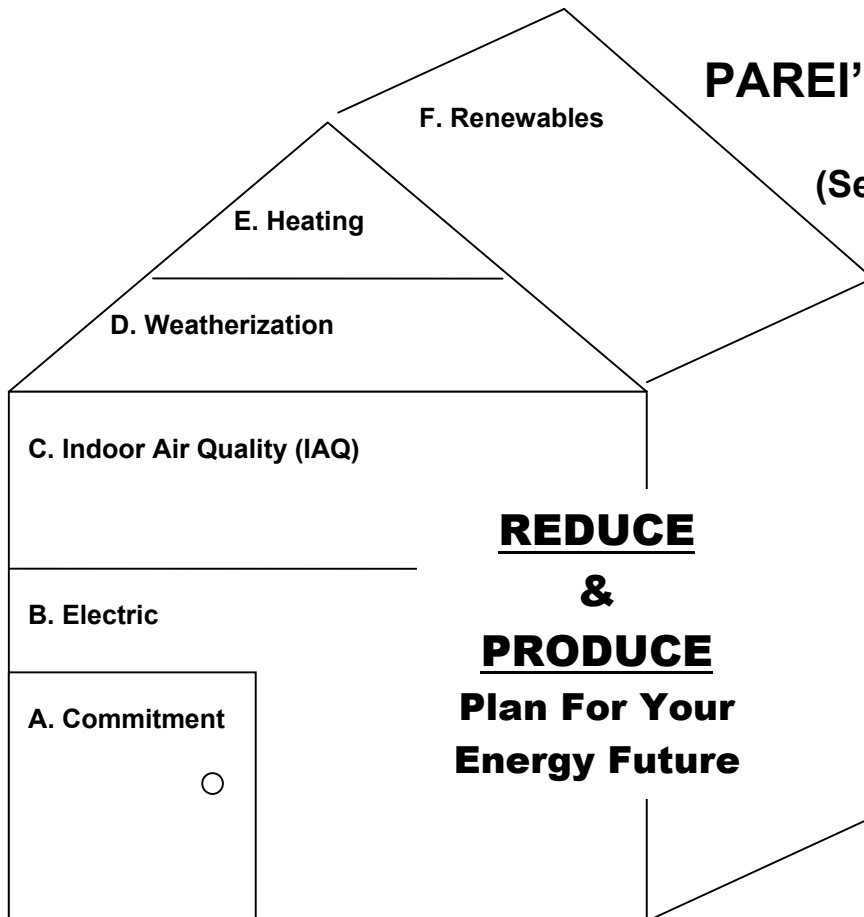 PAREI'
(Se
F. Renewables
E. Heating
D. Weatherization
C. Indoor Air Quality (IAQ)
B. Electric
A. Commitment
REDUCE
&
PRODUCE
Plan For Your
Energy Future